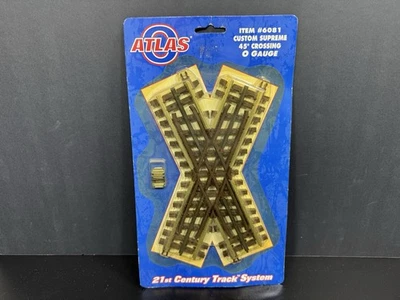 ATLAS
O
ITEM #6081
CUSTOM SUPREME
45° CROSSING
O GAUGE
21st Century Track System